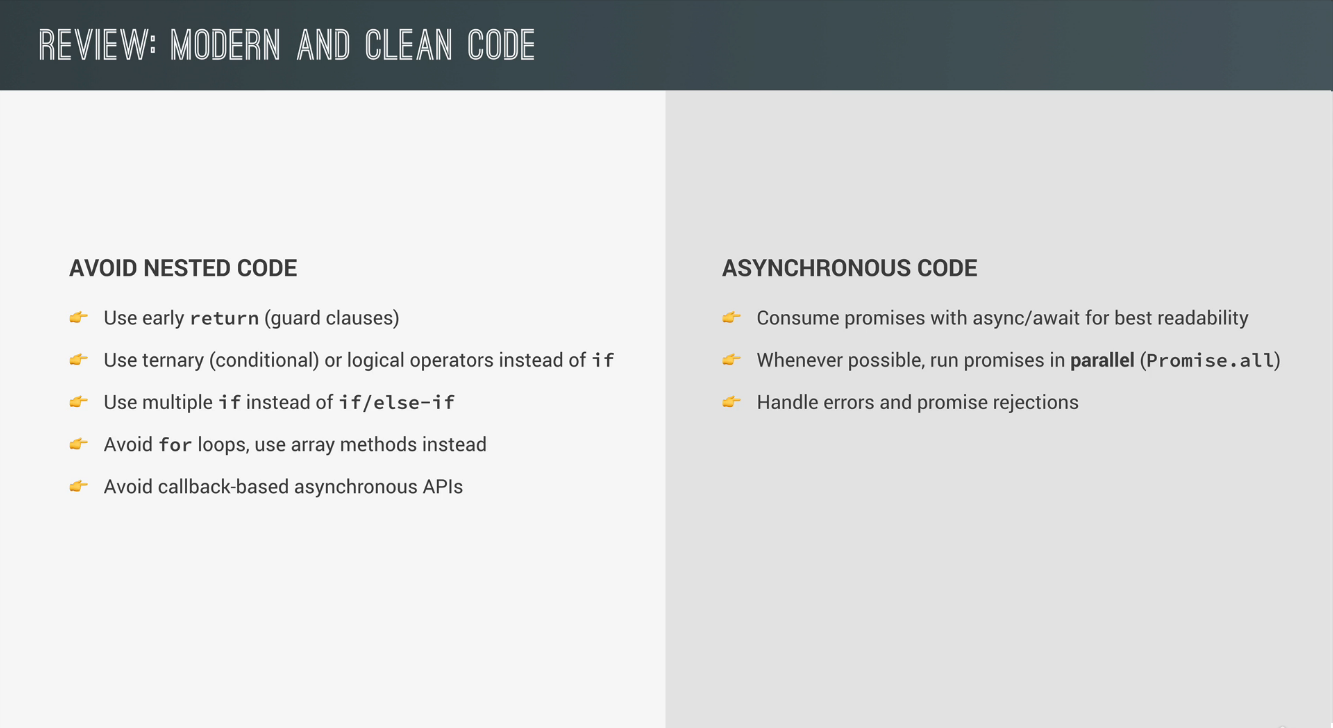 REVIEW: MODERN AND CLEAN CODE
AVOID NESTED CODE
👉 Use early return (guard clauses)
👉 Use ternary (conditional) or logical operators instead of if
👉 Use multiple if instead of if/else-if
👉 Avoid for loops, use array methods instead
👉 Avoid callback-based asynchronous APIs
ASYNCHRONOUS CODE
👉 Consume promises with async/await for best readability
👉 Whenever possible, run promises in parallel (Promise.all)
👉 Handle errors and promise rejections